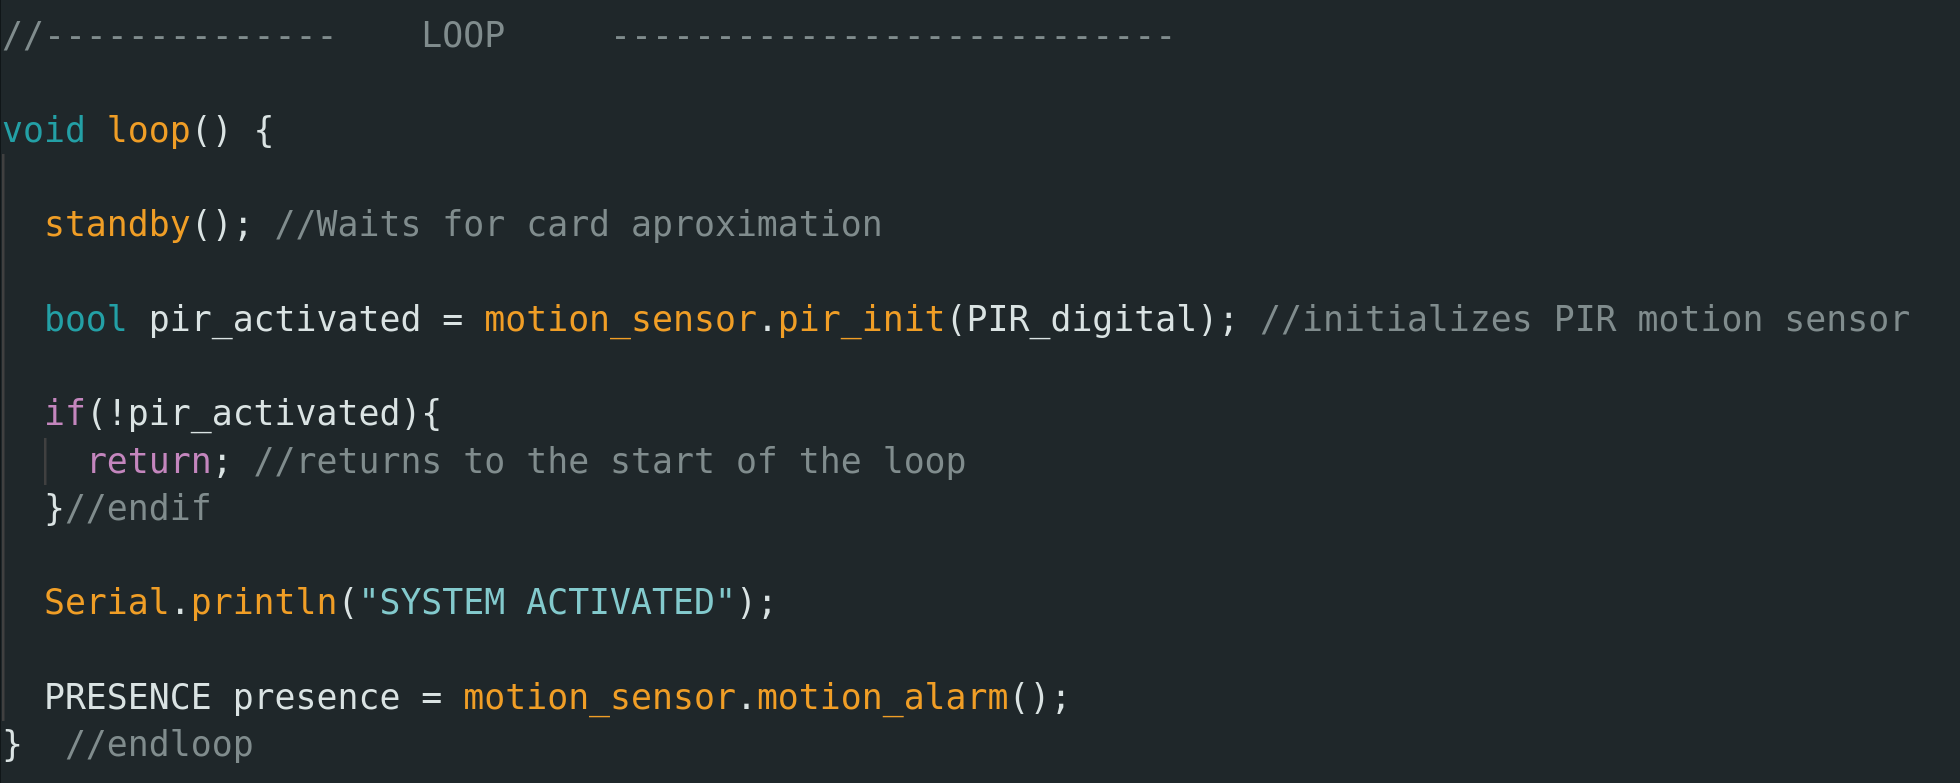 //--------------    LOOP     ---------------------------
void loop() {
  standby(); //Waits for card aproximation
  bool pir_activated = motion_sensor.pir_init(PIR_digital); //initializes PIR motion sensor
  if(!pir_activated){
    return; //returns to the start of the loop
  }//endif
  Serial.println("SYSTEM ACTIVATED");
  PRESENCE presence = motion_sensor.motion_alarm();
}  //endloop